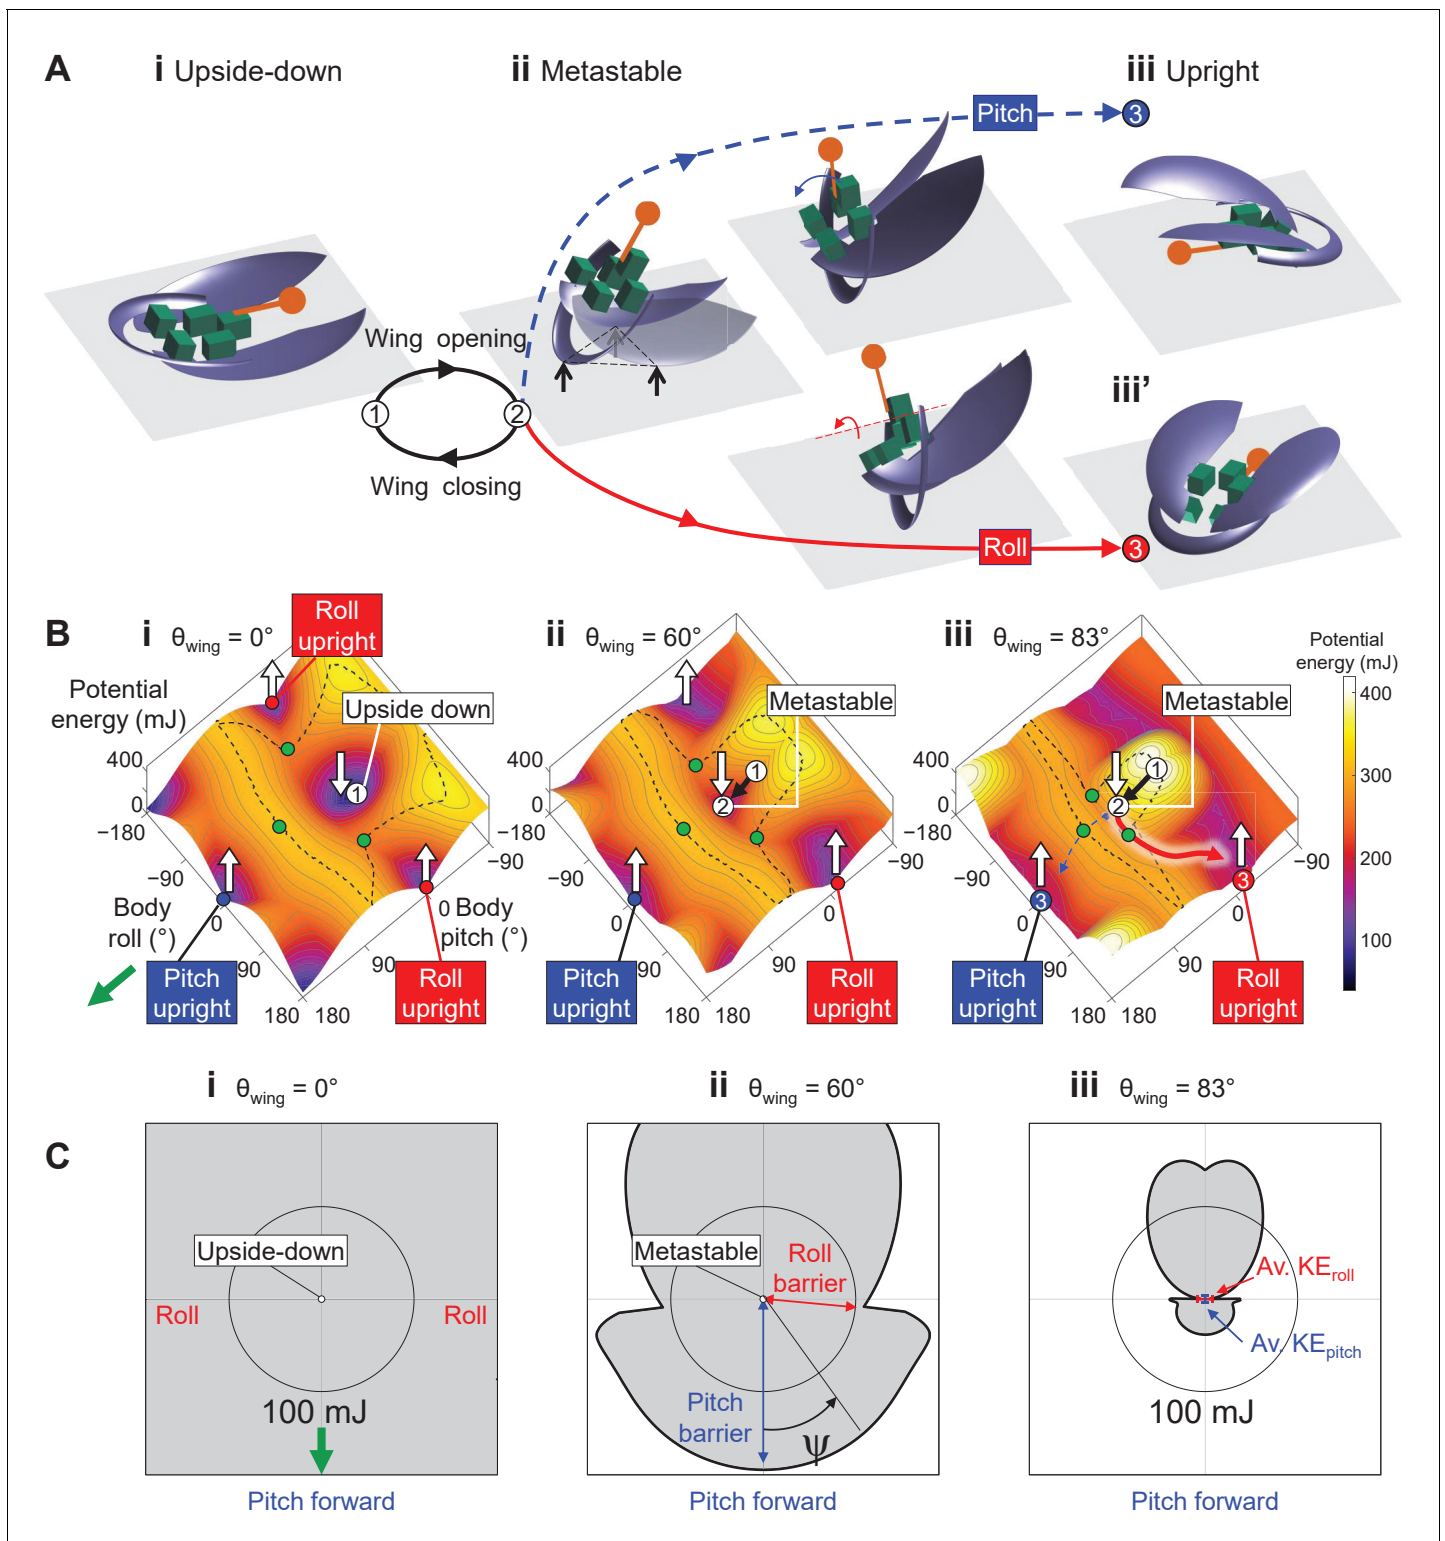 A
i Upside-down
ii Metastable
iii Upright
Pitch
3
Wing opening
1
2
Wing closing
iii’
Roll
3
B
i θwing = 0°
Roll
upright
Potential
energy (mJ)
Upside down
1
400
0
−180
−90
0
90
180
−90
0
90
180
Body
roll (°)
Body
pitch (°)
Pitch
upright
Roll
upright
ii θwing = 60°
Metastable
1
2
400
0
−180
−90
0
90
180
−90
0
90
180
Pitch
upright
Roll
upright
iii θwing = 83°
Metastable
1
2
3
3
400
0
−180
−90
0
90
180
−90
0
90
180
Pitch
upright
Roll
upright
Potential
energy (mJ)
400
300
200
100
C
i θwing = 0°
Upside-down
Roll
Roll
100 mJ
Pitch forward
ii θwing = 60°
Metastable
Roll
barrier
Pitch
barrier
ψ
Pitch forward
iii θwing = 83°
Av. KEroll
Av. KEpitch
100 mJ
Pitch forward